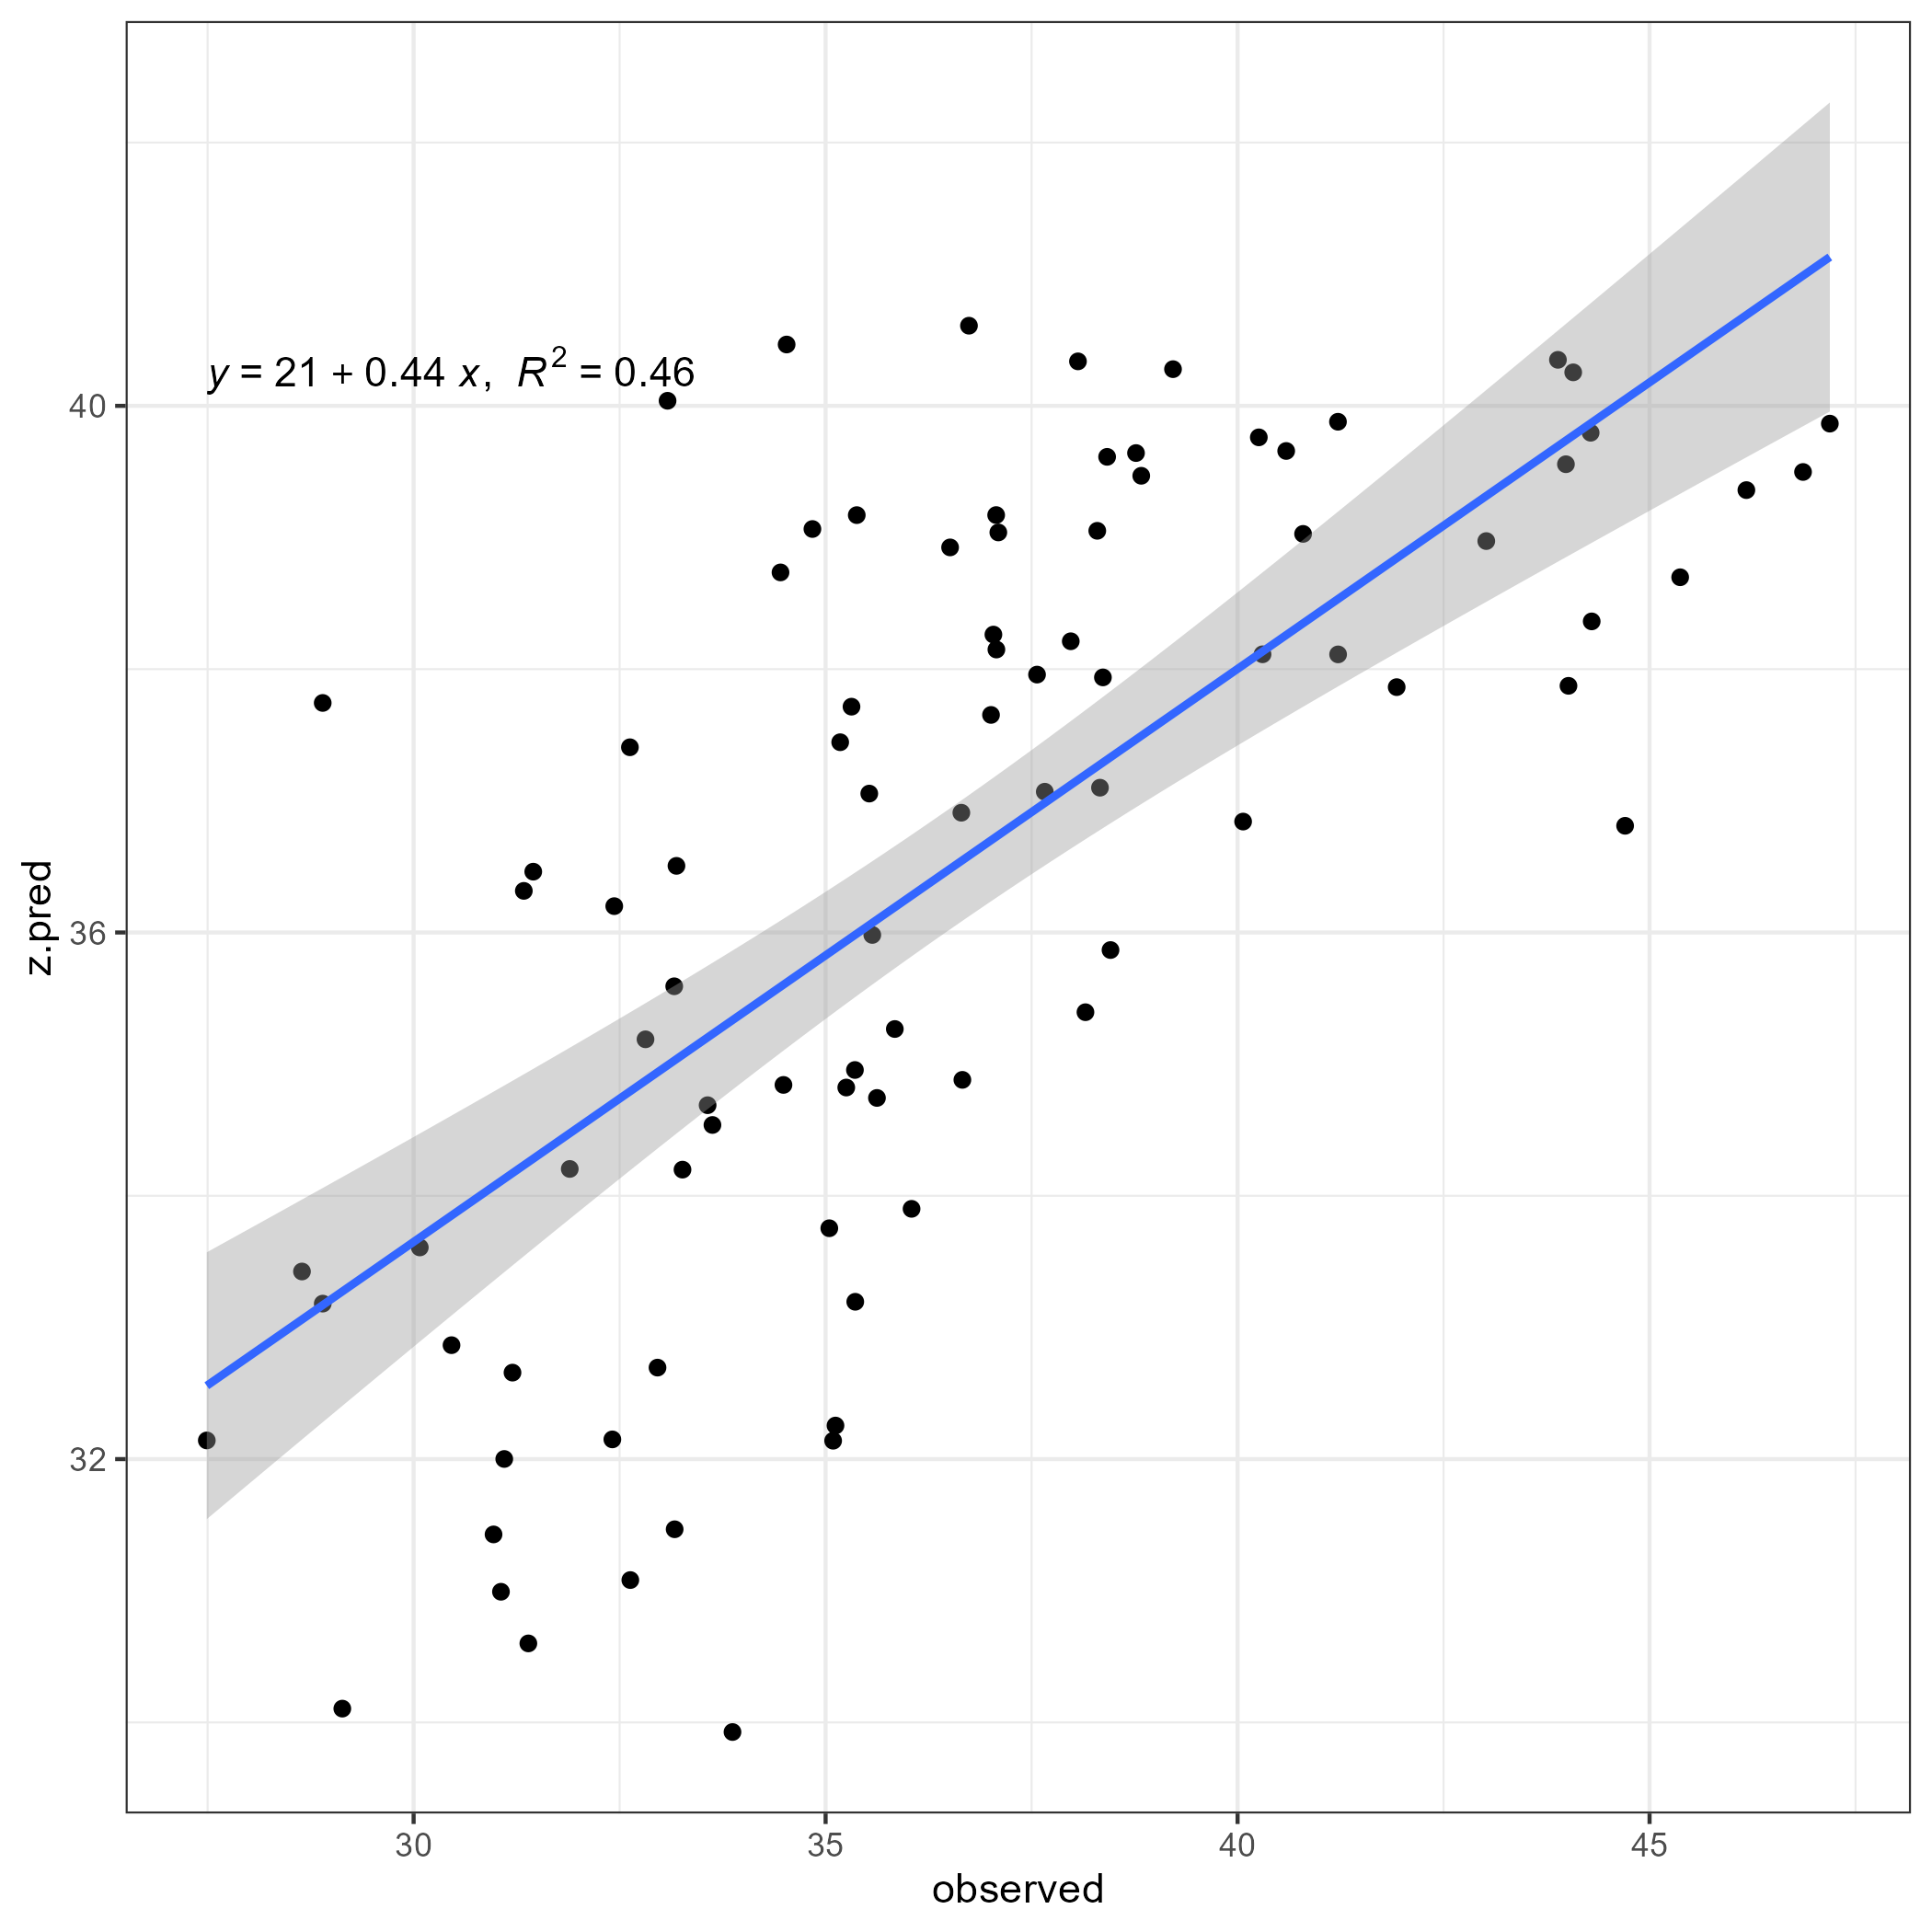 y = 21 + 0.44 x, R² = 0.46
40
36
32
z.pred
30 35 40 45
observed